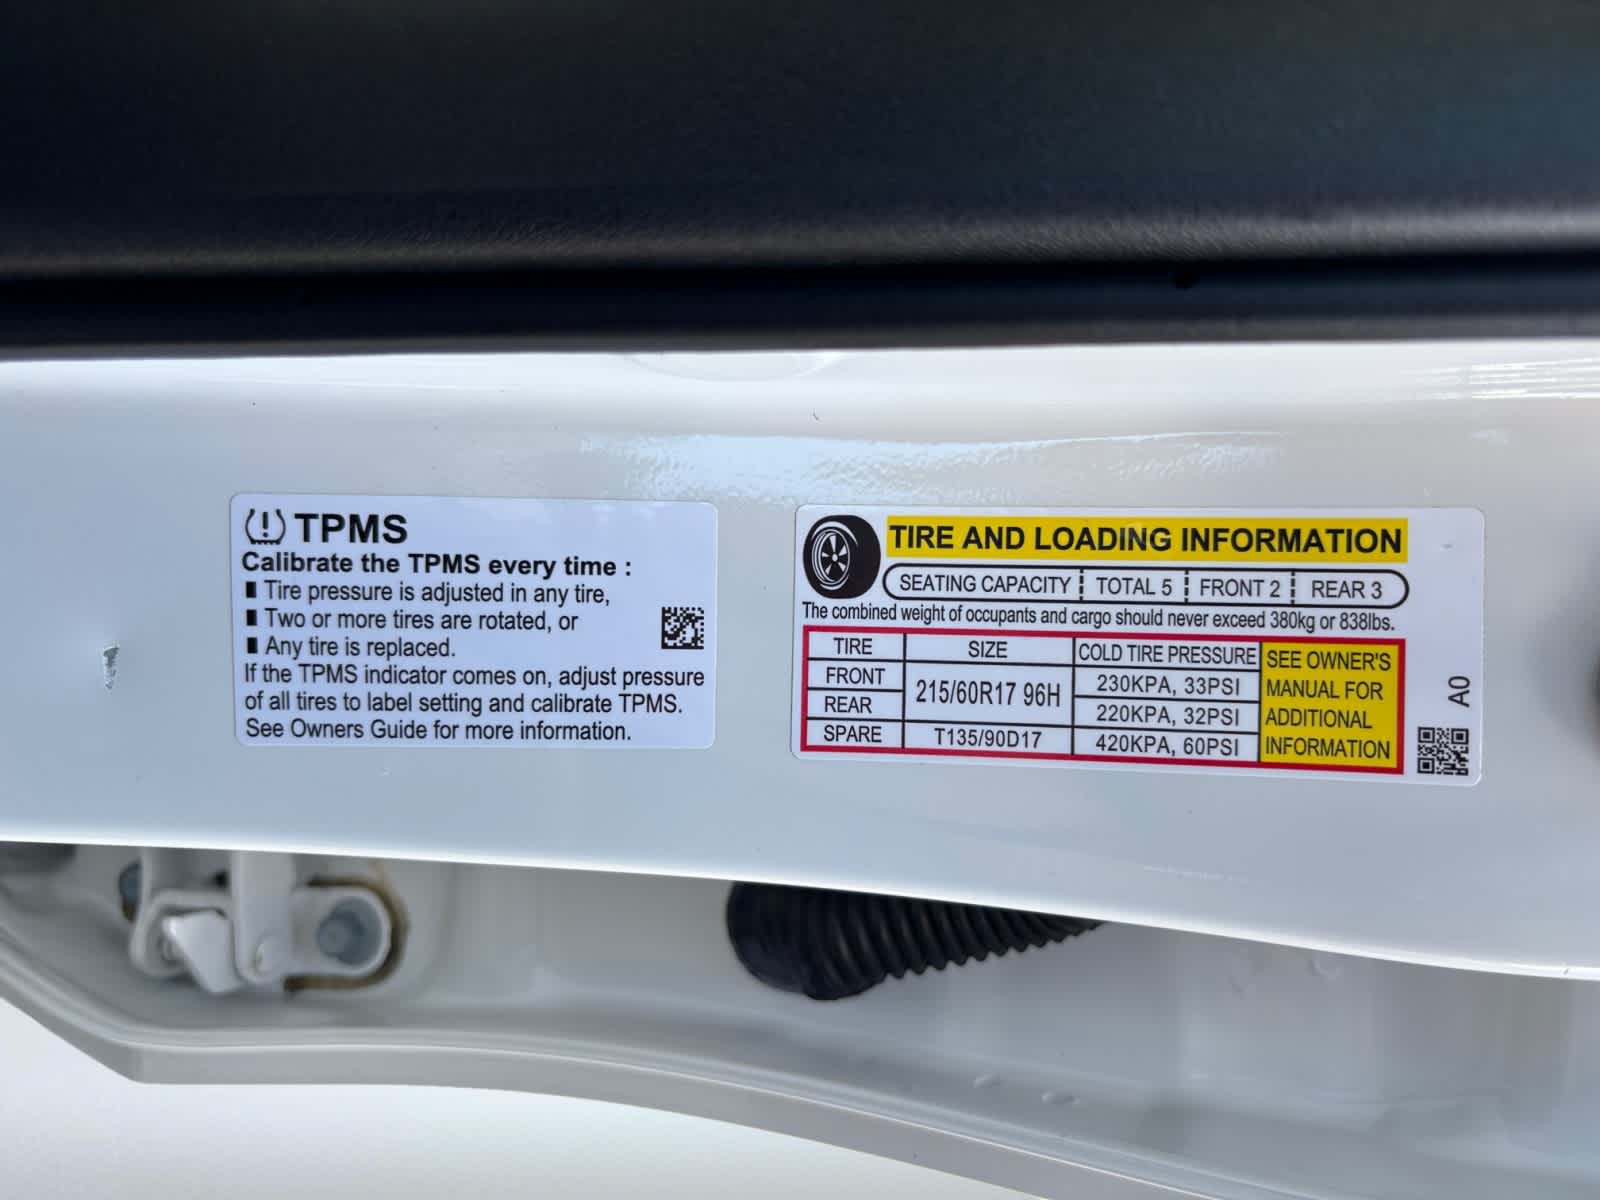 TPMS
Calibrate the TPMS every time :
Tire pressure is adjusted in any tire,
Two or more tires are rotated, or
Any tire is replaced.
If the TPMS indicator comes on, adjust pressure
of all tires to label setting and calibrate TPMS.
See Owners Guide for more information.
TIRE AND LOADING INFORMATION
SEATING CAPACITY TOTAL 5 FRONT 2 REAR 3
The combined weight of occupants and cargo should never exceed 380kg or 838lbs.
TIRE SIZE COLD TIRE PRESSURE
FRONT 215/60R17 96H 230KPA, 33PSI
REAR 220KPA, 32PSI
SPARE T135/90D17 420KPA, 60PSI
SEE OWNER'S
MANUAL FOR
ADDITIONAL
INFORMATION
A0